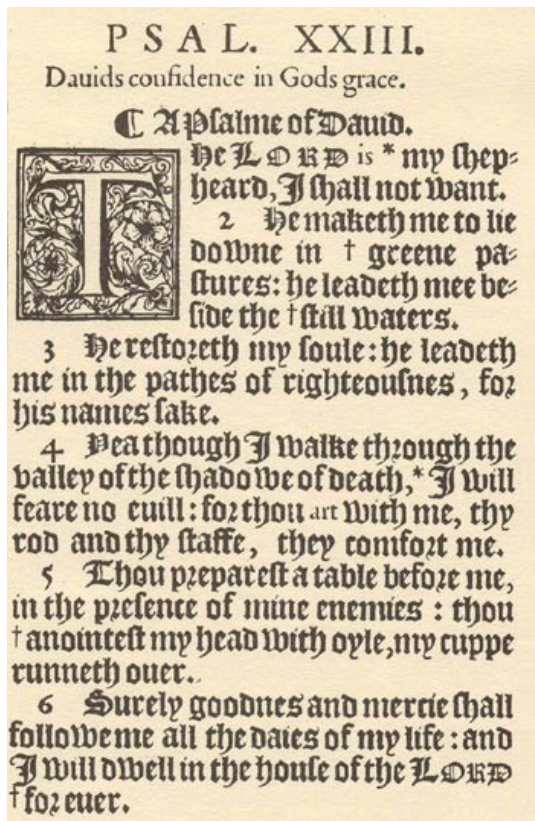 PSAL. XXIII.
Dauids confidence in Gods grace.
¶ A Psalme of Dauid.
The LORD is * my shep-
heard, I shall not want.
2 He maketh me to lie
downe in † greene pa-
stures: he leadeth mee be-
side the † still waters.
3 He restoreth my soule: he leadeth
me in the pathes of righteousnes, for
his names sake.
4 Yea though I walke through the
valley of the shadowe of death,* I will
feare no euill: for thou art with me, thy
rod and thy staffe, they comfort me.
5 Thou preparest a table before me,
in the presence of mine enemies: thou
† anointest my head with oyle, my cuppe
runneth ouer.
6 Surely goodnes and mercie shall
followe me all the daies of my life: and
I will dwell in the house of the LORD
† for euer.